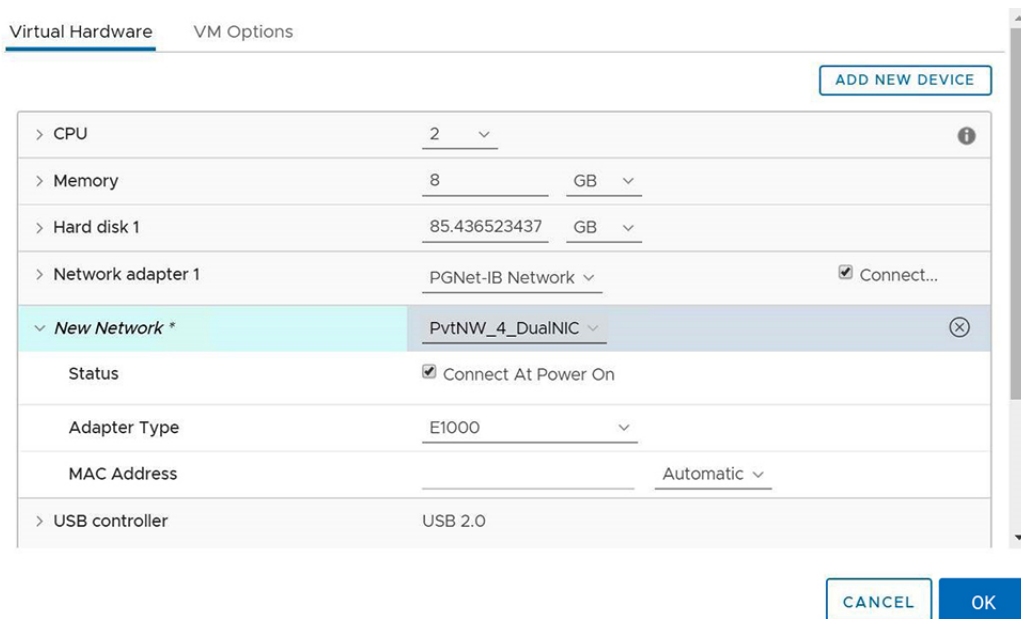 Virtual Hardware VM Options
ADD NEW DEVICE
CPU 2
Memory 8 GB
Hard disk 1 85.436523437 GB
Network adapter 1 PGNet-IB Network Connect...
New Network * PvtNW_4_DualNIC
Status Connect At Power On
Adapter Type E1000
MAC Address Automatic
USB controller USB 2.0
CANCEL OK